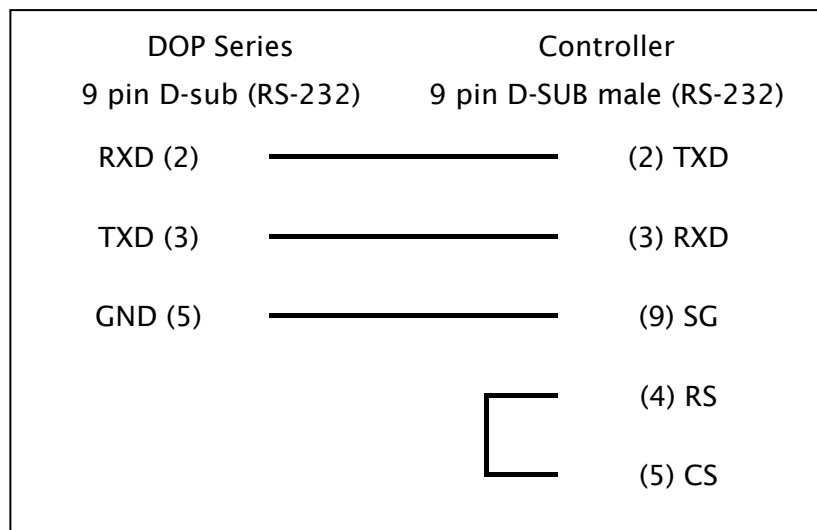 DOP Series Controller
9 pin D-sub (RS-232) 9 pin D-SUB male (RS-232)
RXD (2) (2) TXD
TXD (3) (3) RXD
GND (5) (9) SG
(4) RS
(5) CS